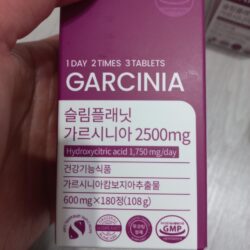 1 DAY 2 TIMES 3 TABLETS
GARCINIA
슬림플래닛
가르시니아 2500mg
Hydroxycitric acid 1,750 mg/day
건강기능식품
가르시니아캄보지아추출물
600 mg × 180정 (108 g)
GMP